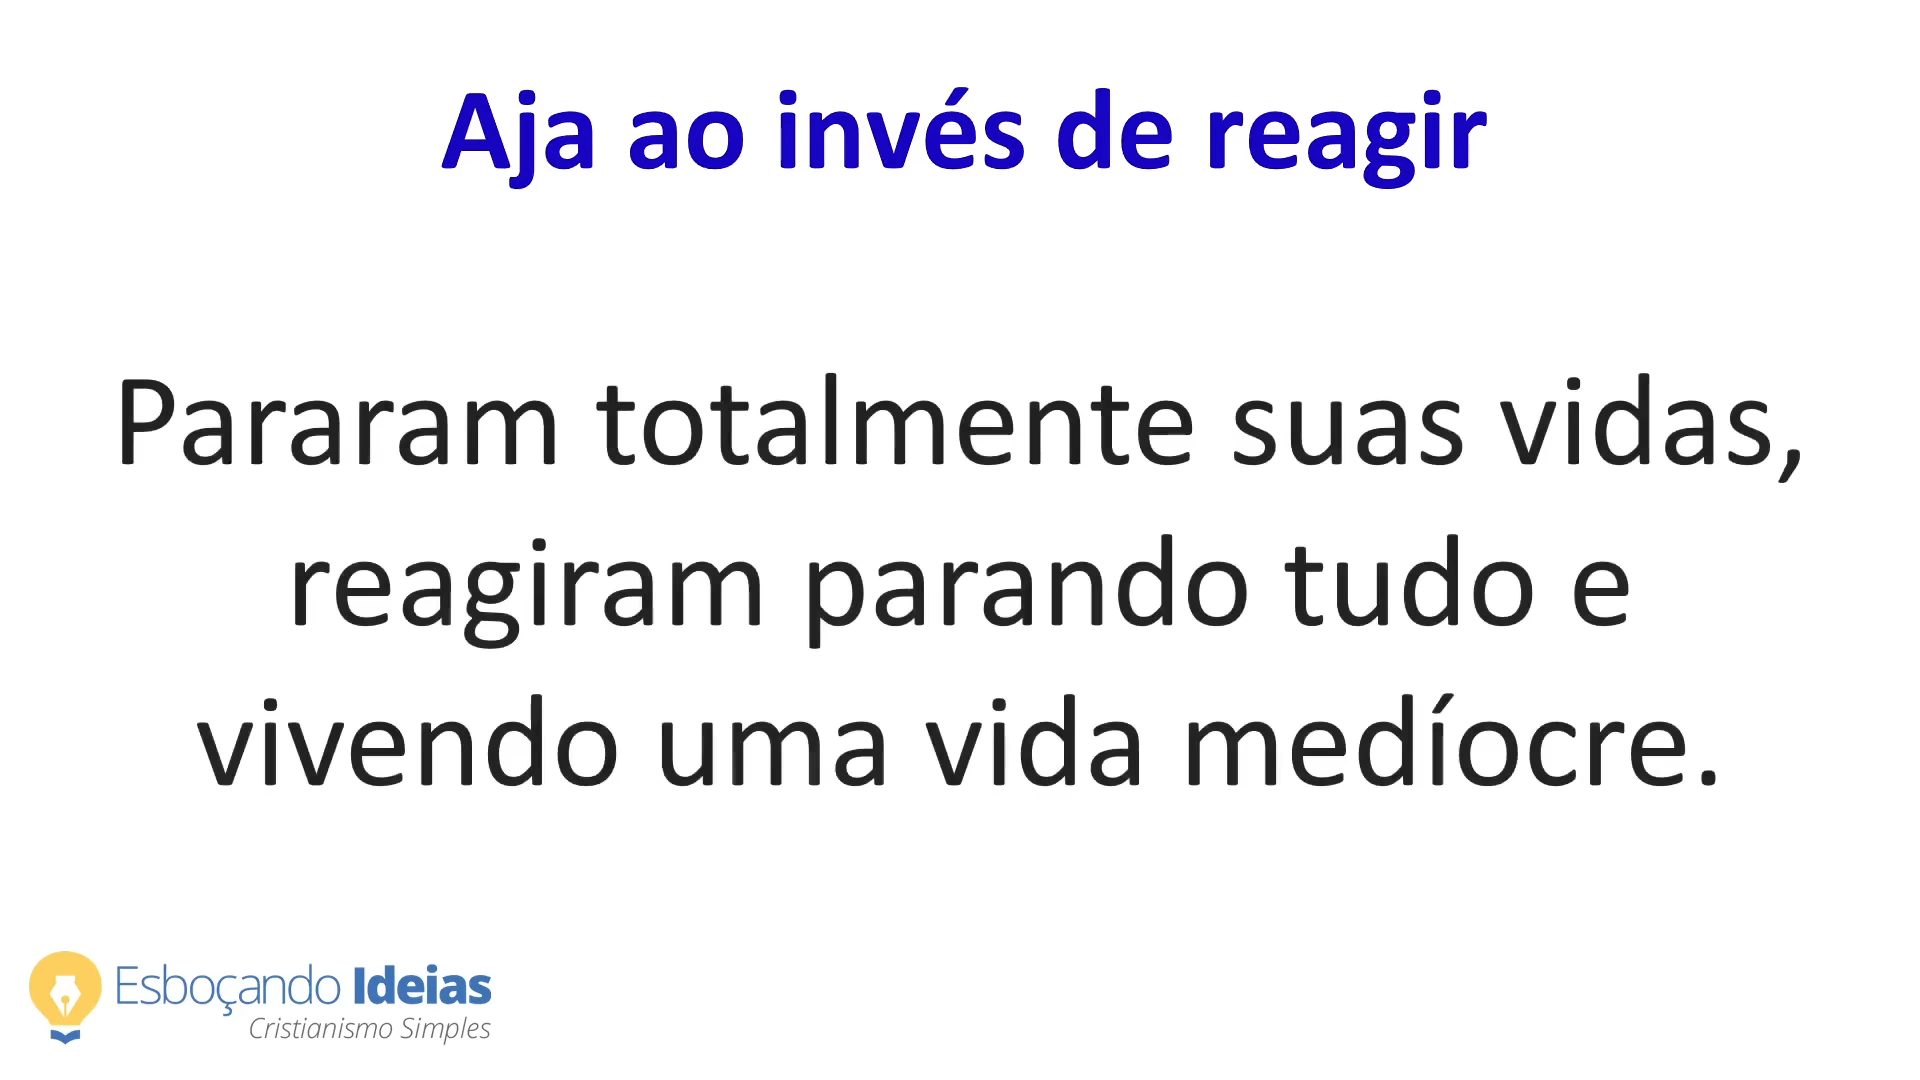 Aja ao invés de reagir
Pararam totalmente suas vidas,
reagiram parando tudo e
vivendo uma vida medíocre.
Esboçando Ideias
Cristianismo Simples